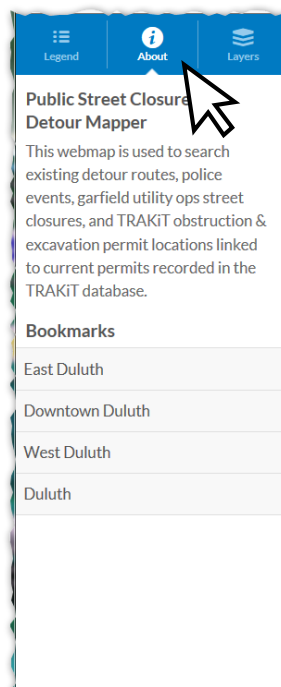 Legend About Layers
Public Street Closure
Detour Mapper
This webmap is used to search
existing detour routes, police
events, garfield utility ops street
closures, and TRAKiT obstruction &
excavation permit locations linked
to current permits recorded in the
TRAKiT database.
Bookmarks
East Duluth
Downtown Duluth
West Duluth
Duluth